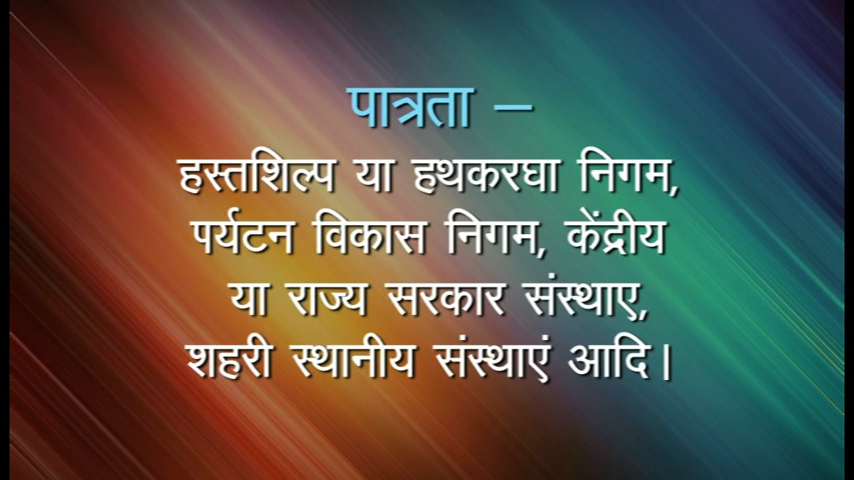 पात्रता –
हस्तशिल्प या हथकरघा निगम,
पर्यटन विकास निगम, केंद्रीय
या राज्य सरकार संस्थाए,
शहरी स्थानीय संस्थाएं आदि।